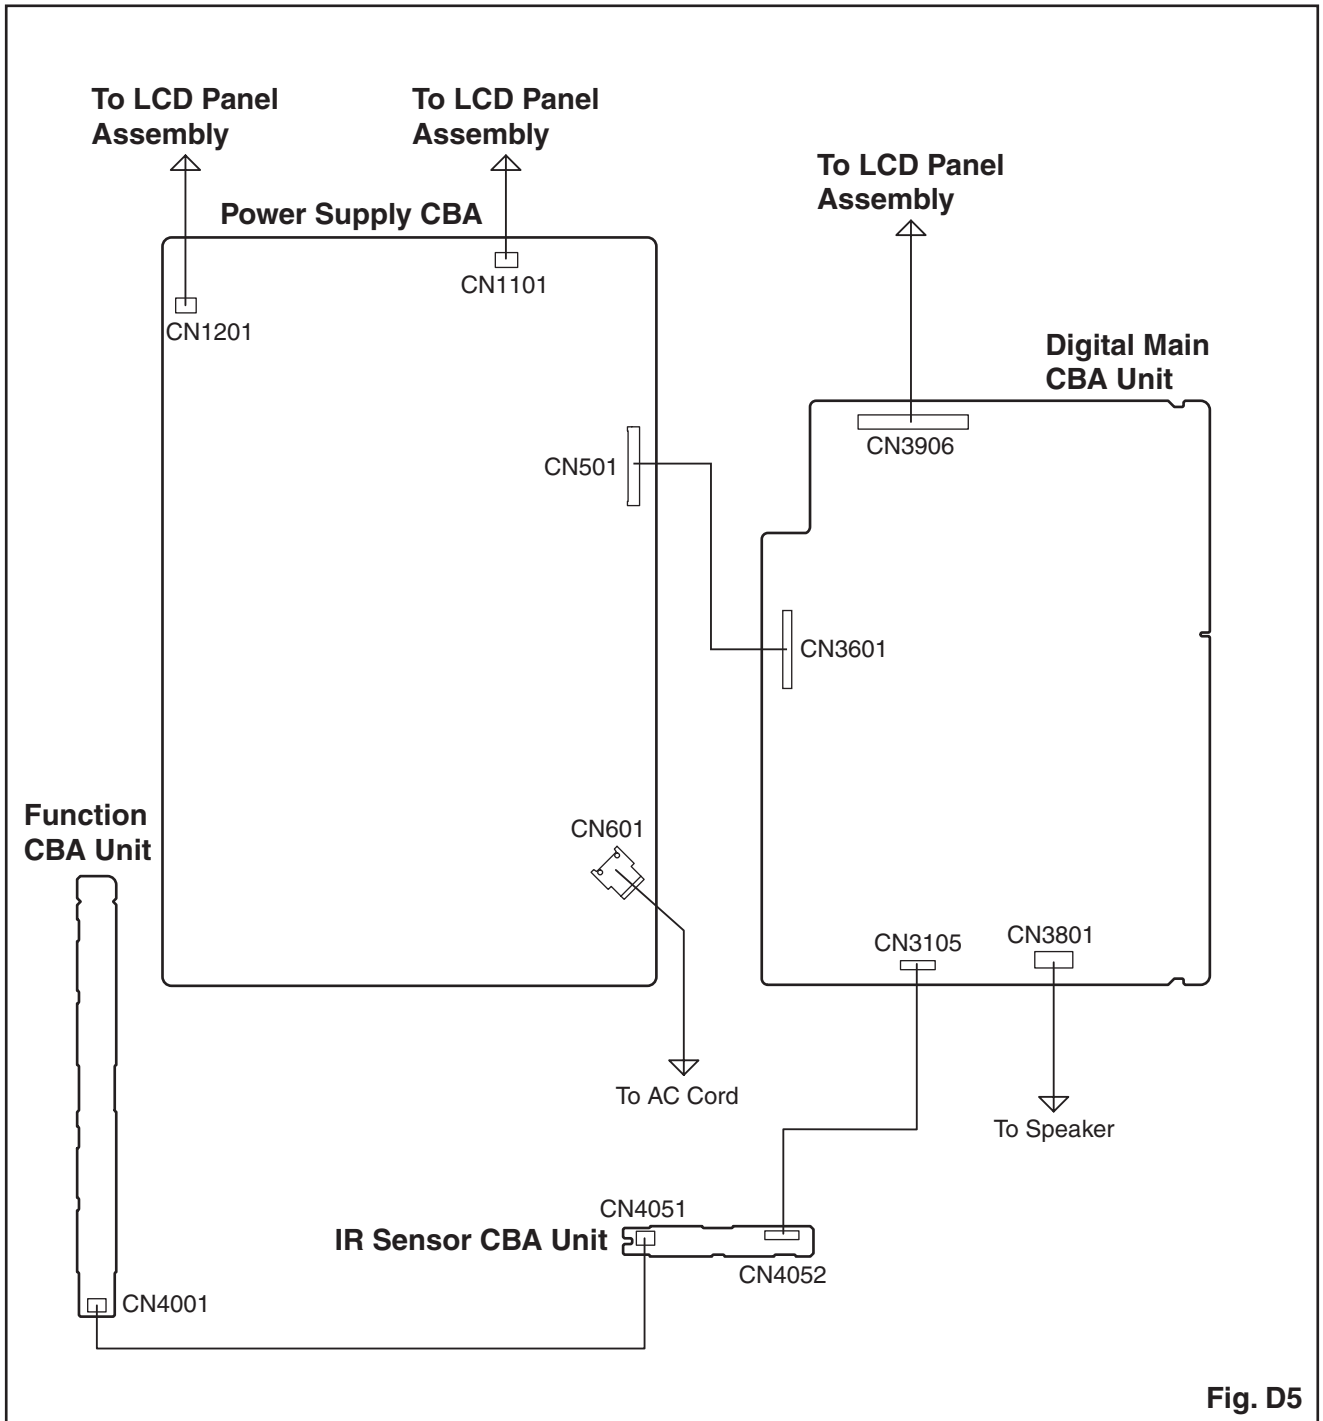 To LCD Panel
Assembly
To LCD Panel
Assembly
To LCD Panel
Assembly
Power Supply CBA
CN1101
CN1201
Digital Main
CBA Unit
CN3906
CN501
CN3601
Function
CBA Unit
CN601
CN3105
CN3801
To AC Cord
To Speaker
CN4051
IR Sensor CBA Unit
CN4052
CN4001
Fig. D5